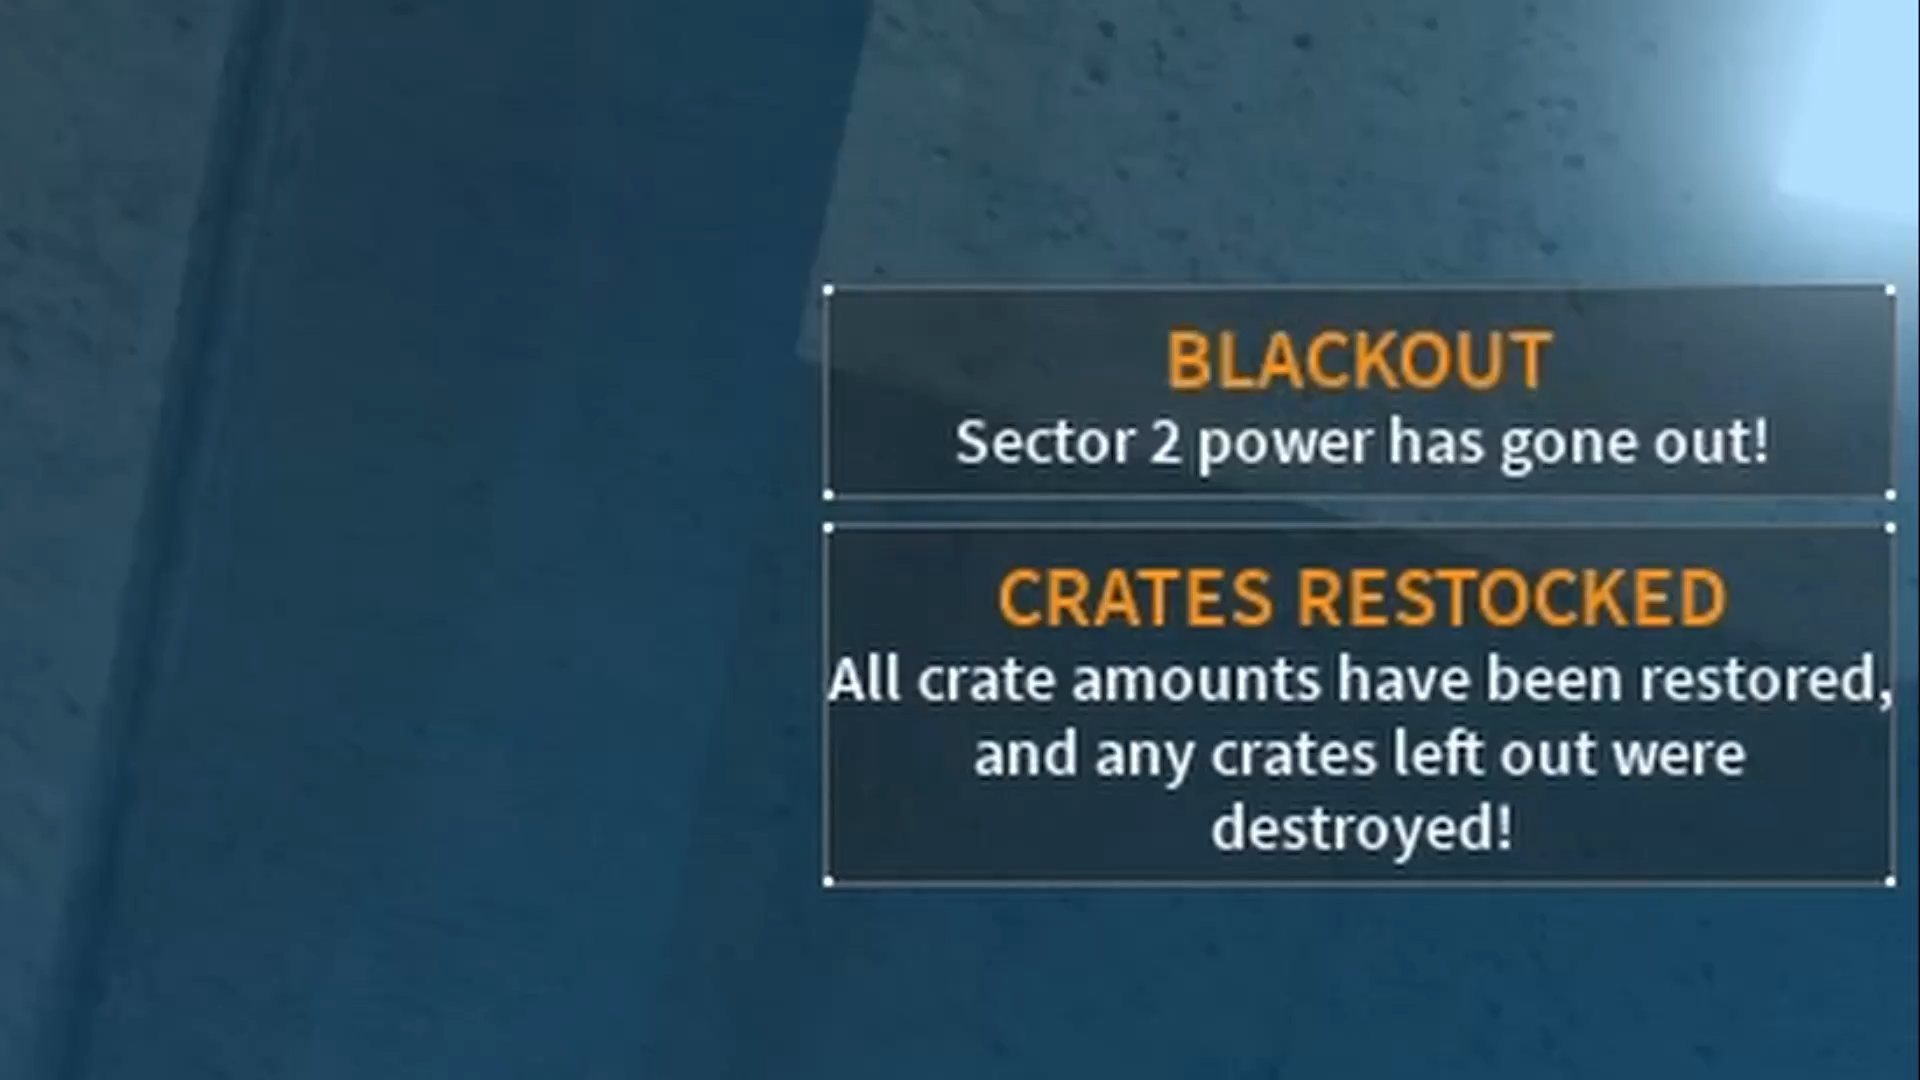 BLACKOUT
Sector 2 power has gone out!
CRATES RESTOCKED
All crate amounts have been restored,
and any crates left out were
destroyed!